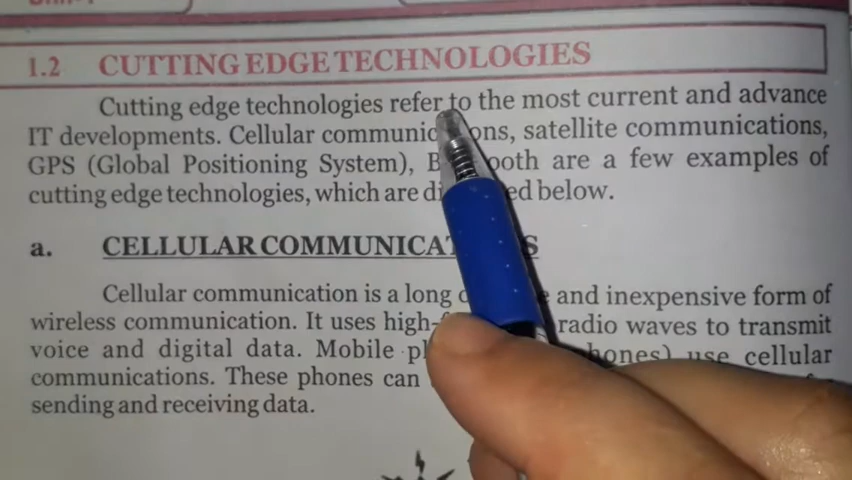 1.2 CUTTING EDGE TECHNOLOGIES
Cutting edge technologies refer to the most current and advance
IT developments. Cellular communic ons, satellite communications,
GPS (Global Positioning System), B ooth are a few examples of
cutting edge technologies, which are di ed below.
a. CELLULAR COMMUNICAT S
Cellular communication is a long and inexpensive form of
wireless communication. It uses high- radio waves to transmit
voice and digital data. Mobile phones) use cellular
communications. These phones can
sending and receiving data.